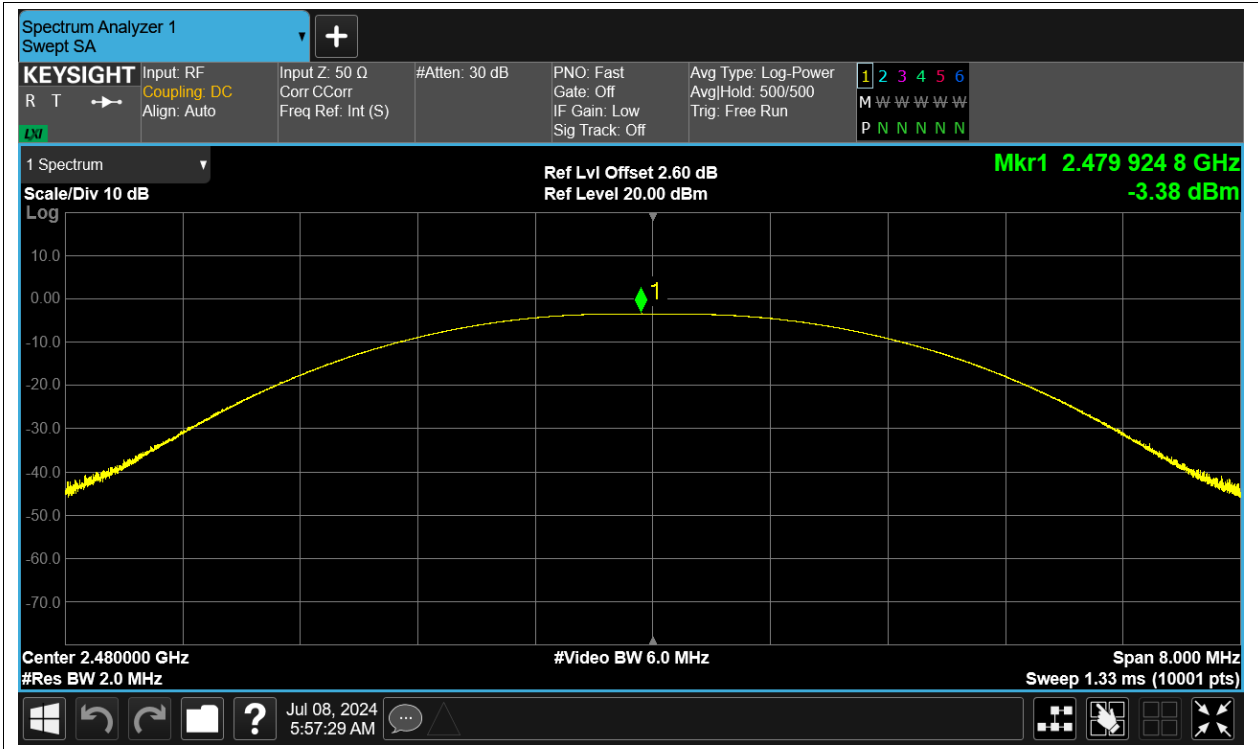 Spectrum Analyzer 1
Swept SA
KEYSIGHT
R T
LXI
Input: RF
Coupling: DC
Align: Auto
Input Z: 50 Ω
Corr CCorr
Freq Ref: Int (S)
#Atten: 30 dB
PNO: Fast
Gate: Off
IF Gain: Low
Sig Track: Off
Avg Type: Log-Power
Avg|Hold: 500/500
Trig: Free Run
1 2 3 4 5 6
M W W W W W
P N N N N N
1 Spectrum
Scale/Div 10 dB
Log
Ref Lvl Offset 2.60 dB
Ref Level 20.00 dBm
Mkr1 2.479 924 8 GHz
-3.38 dBm
10.0
0.00
-10.0
-20.0
-30.0
-40.0
-50.0
-60.0
-70.0
1
Center 2.480000 GHz
#Res BW 2.0 MHz
#Video BW 6.0 MHz
Span 8.000 MHz
Sweep 1.33 ms (10001 pts)
?
Jul 08, 2024
5:57:29 AM